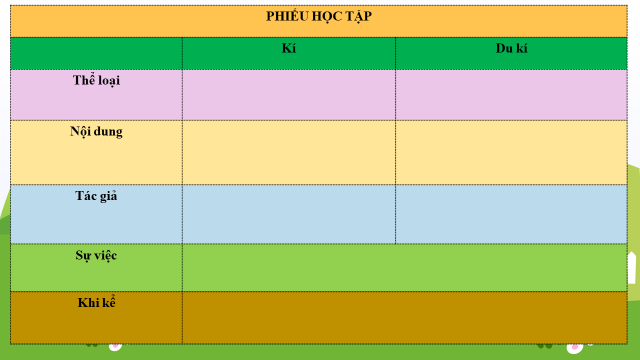 PHIẾU HỌC TẬP
Kí
Du kí
Thể loại
Nội dung
Tác giả
Sự việc
Khi kể